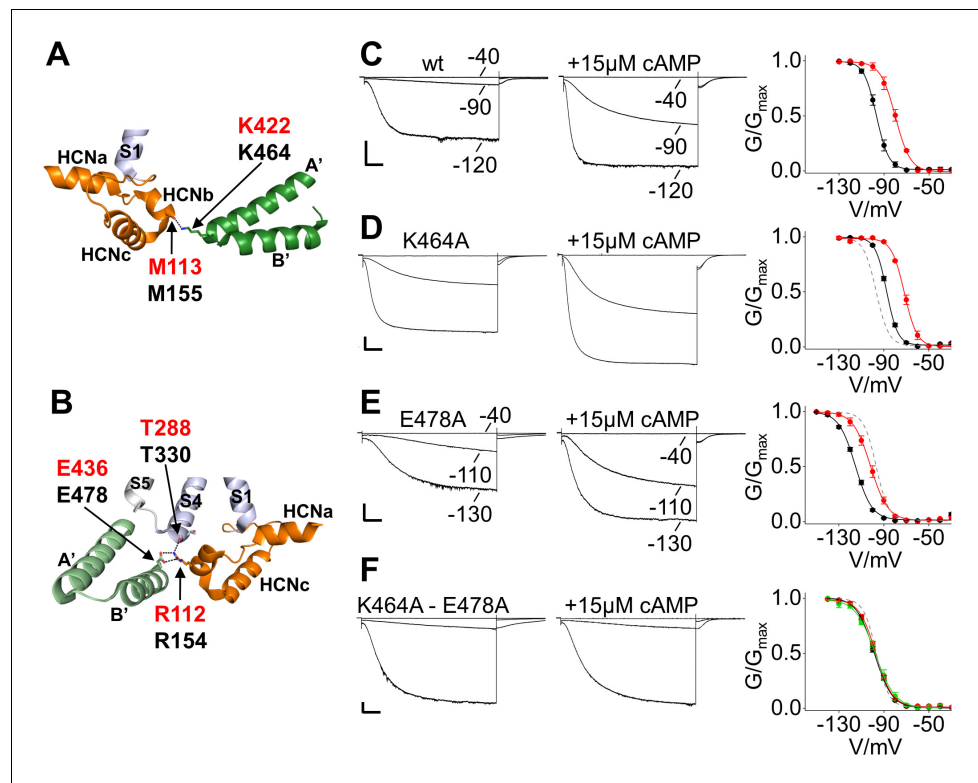 A
K422
K464
S1
HCNa
HCNb
A'
HCNc
B'
M113
M155
B
T288
T330
E436
E478
S5
S4
S1
HCNa
A'
HCNc
B'
R112
R154
C
wt
-40
-90
-120
+15µM cAMP
-40
-90
-120
1.0
0.5
0.0
G/Gmax
-130 -90 -50
V/mV
D
K464A
+15µM cAMP
1.0
0.5
0.0
G/Gmax
-130 -90 -50
V/mV
E
E478A
-40
-110
-130
+15µM cAMP
-40
-110
-130
1.0
0.5
0.0
G/Gmax
-130 -90 -50
V/mV
F
K464A - E478A
+15µM cAMP
1.0
0.5
0.0
G/Gmax
-130 -90 -50
V/mV